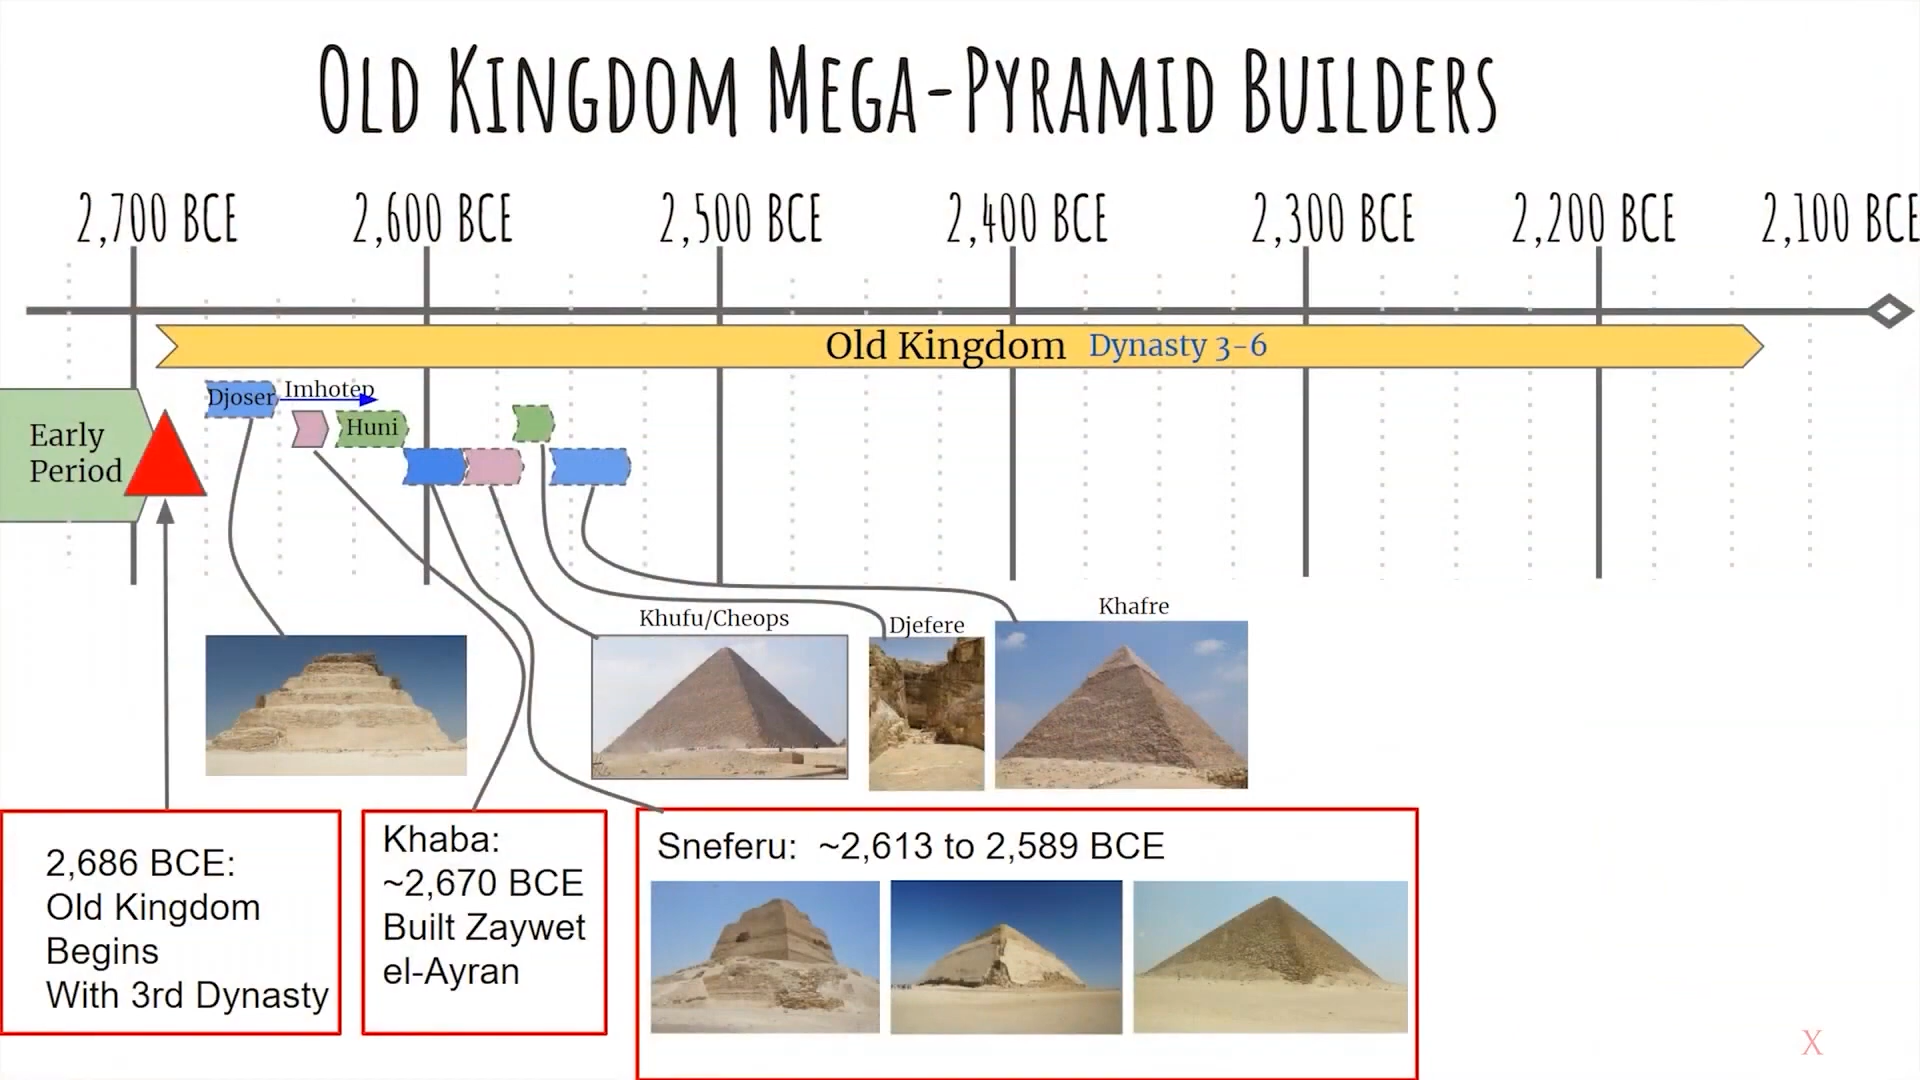 OLD KINGDOM MEGA-PYRAMID BUILDERS
2,700 BCE
2,600 BCE
2,500 BCE
2,400 BCE
2,300 BCE
2,200 BCE
2,100 BCE
Old Kingdom Dynasty 3-6
Djoser
Imhotep
Huni
Early
Period
Khufu/Cheops
Djefere
Khafre
2,686 BCE:
Old Kingdom
Begins
With 3rd Dynasty
Khaba:
~2,670 BCE
Built Zaywet
el-Ayran
Sneferu: ~2,613 to 2,589 BCE
X